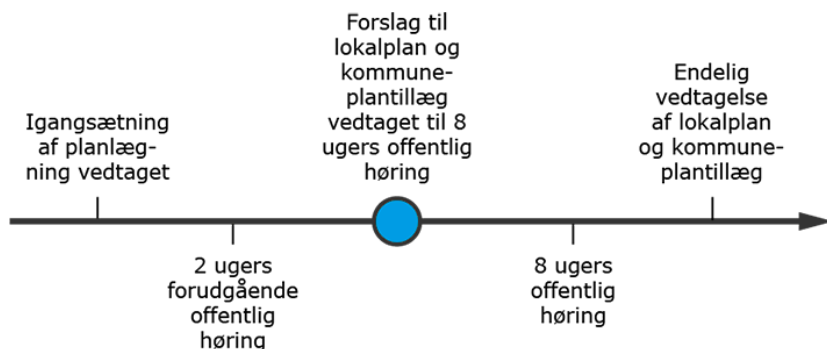 Igangsætning
af planlæg-
ning vedtaget
2 ugers
forudgående
offentlig
høring
Forslag til
lokalplan og
kommune-
plantillæg
vedtaget til 8
ugers offentlig
høring
8 ugers
offentlig
høring
Endelig
vedtagelse
af lokalplan
og kommune-
plantillæg